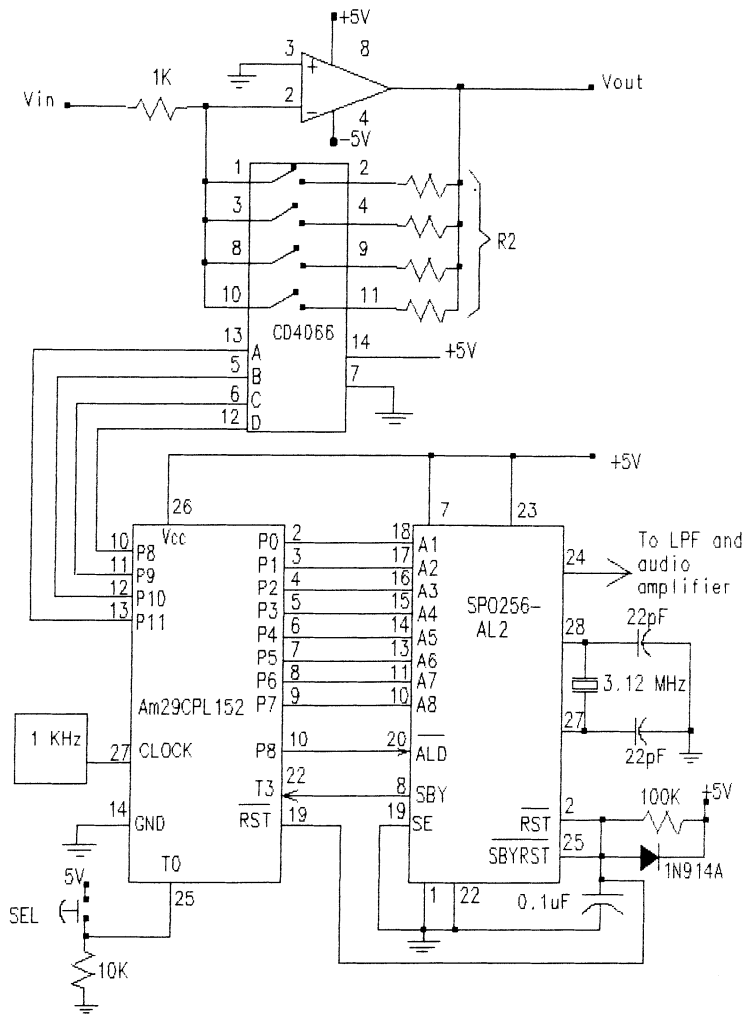 +5V
3
8
+
1K
Vin
2
-
Vout
4
-5V
1
2
3
4
8
9
R2
10
11
CD4066
13
A
14
+5V
5
B
7
6
C
12
D
+5V
26
7
23
Vcc
10
P8
P0
2
18
A1
11
P9
P1
3
17
A2
24
To LPF and
audio
amplifier
12
P10
P2
4
16
A3
13
P11
P3
5
15
A4
SPO256-
AL2
P4
6
14
A5
28
22pF
P5
7
13
A6
P6
8
11
A7
3.12 MHz
P7
9
10
A8
Am29CPL152
1 KHz
27
CLOCK
P8
10
20
ALD
27
22pF
T3
22
8
SBY
100K
+5V
14
GND
RST
19
19
SE
RST
2
SBYRST
25
1N914A
T0
5V
25
1
22
0.1uF
SEL
10K